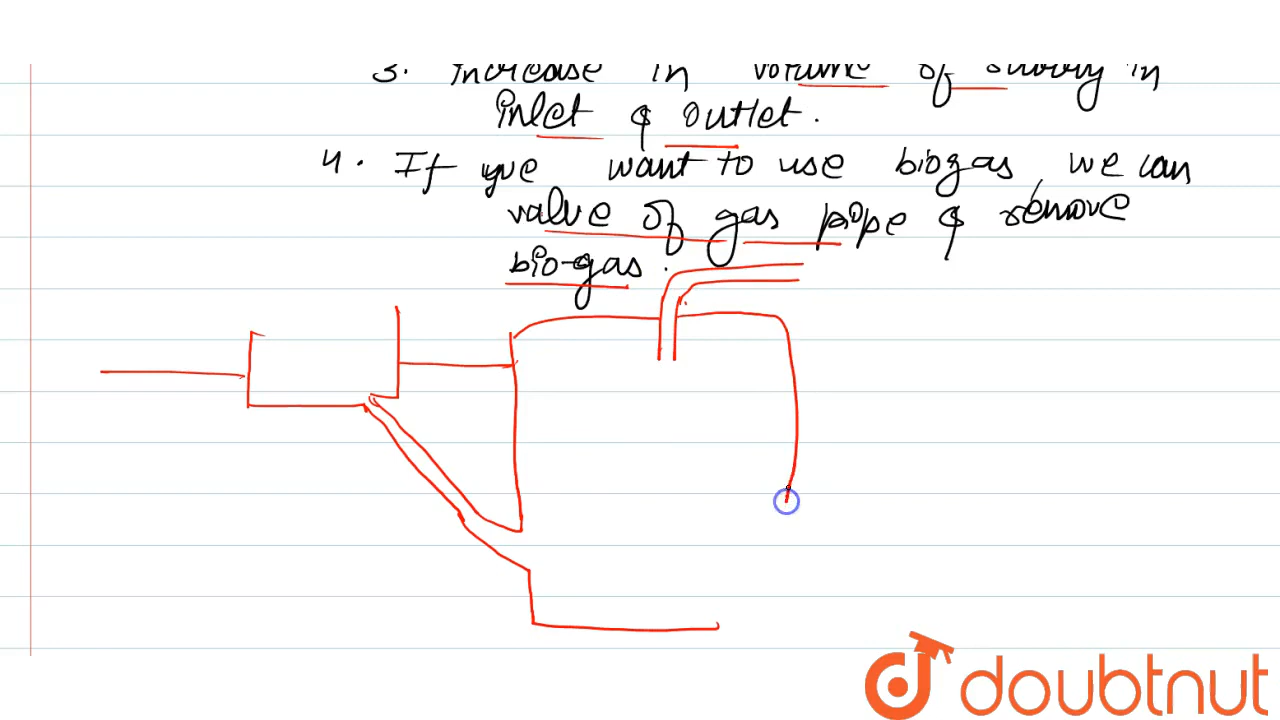 3. Increase in volume of slurry in
inlet & outlet.
4. If we want to use biogas we can
valve of gas pipe & remove
bio-gas.
doubtnut